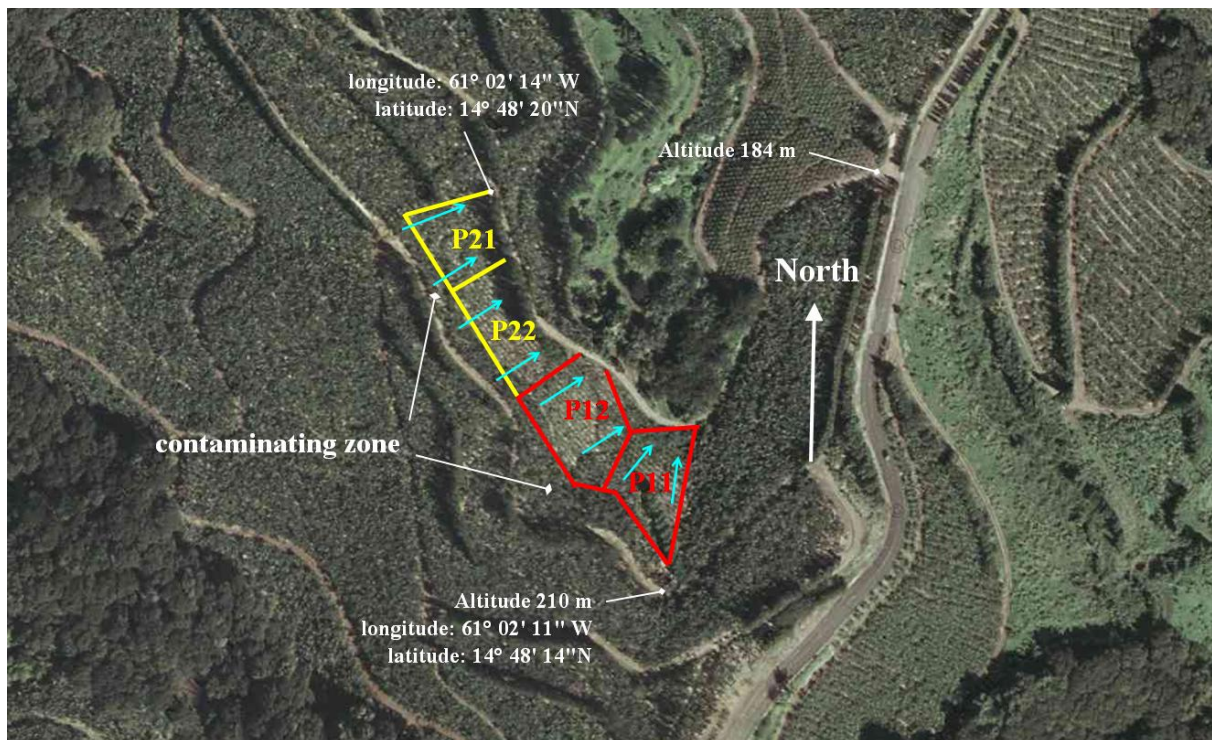 longitude: 61° 02' 14" W
latitude: 14° 48' 20"N
Altitude 184 m
P21
North
P22
P12
contaminating zone
P11
Altitude 210 m
longitude: 61° 02' 11" W
latitude: 14° 48' 14"N